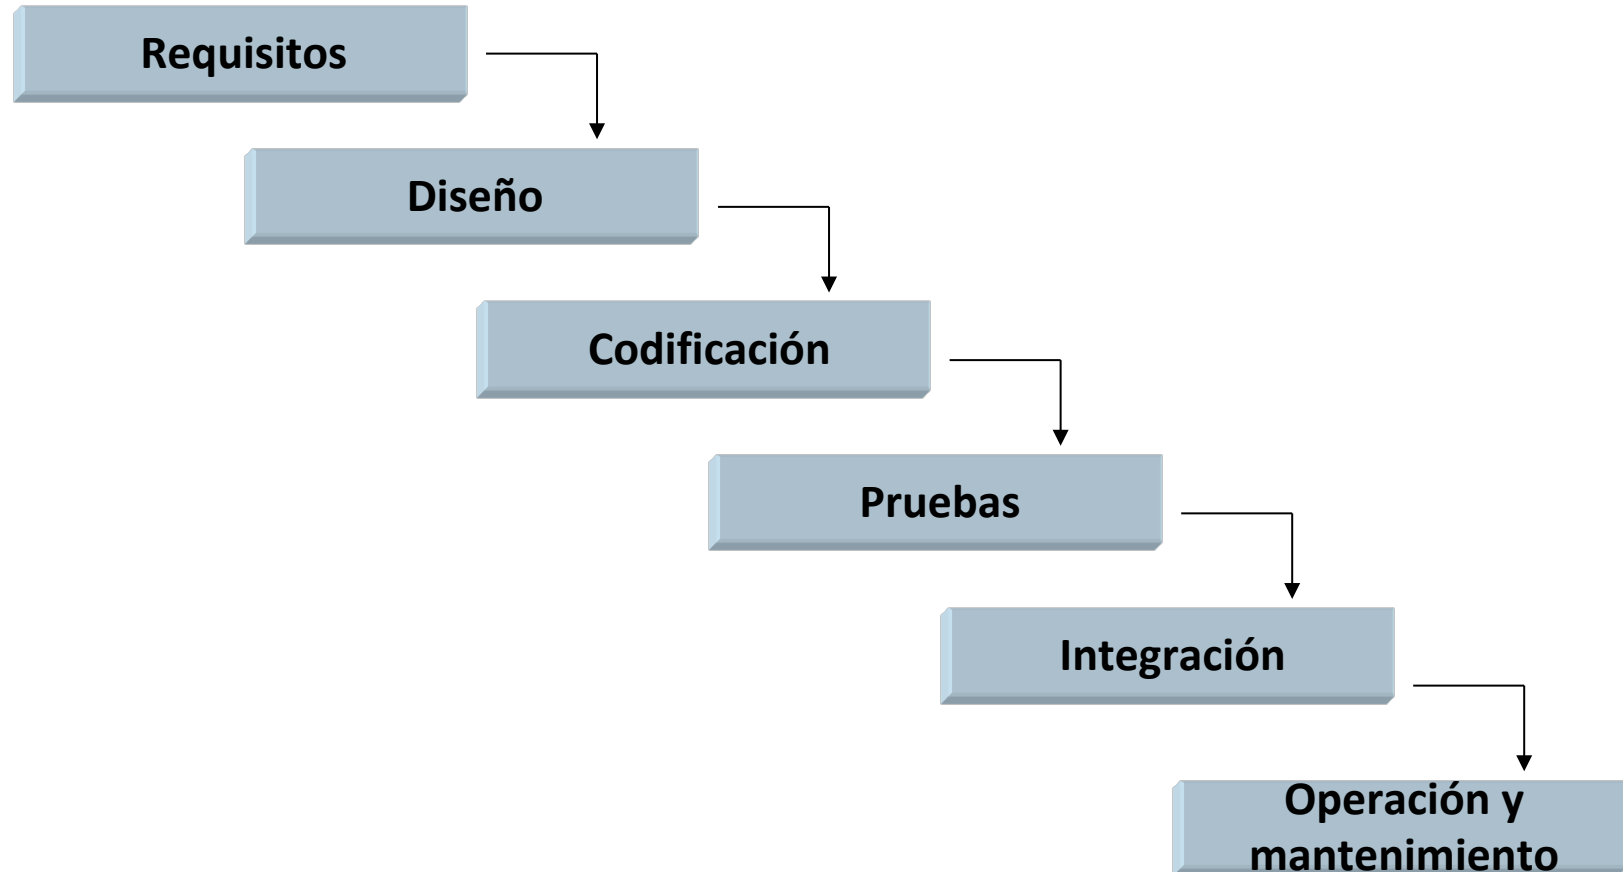 Requisitos
Diseño
Codificación
Pruebas
Integración
Operación y
mantenimiento